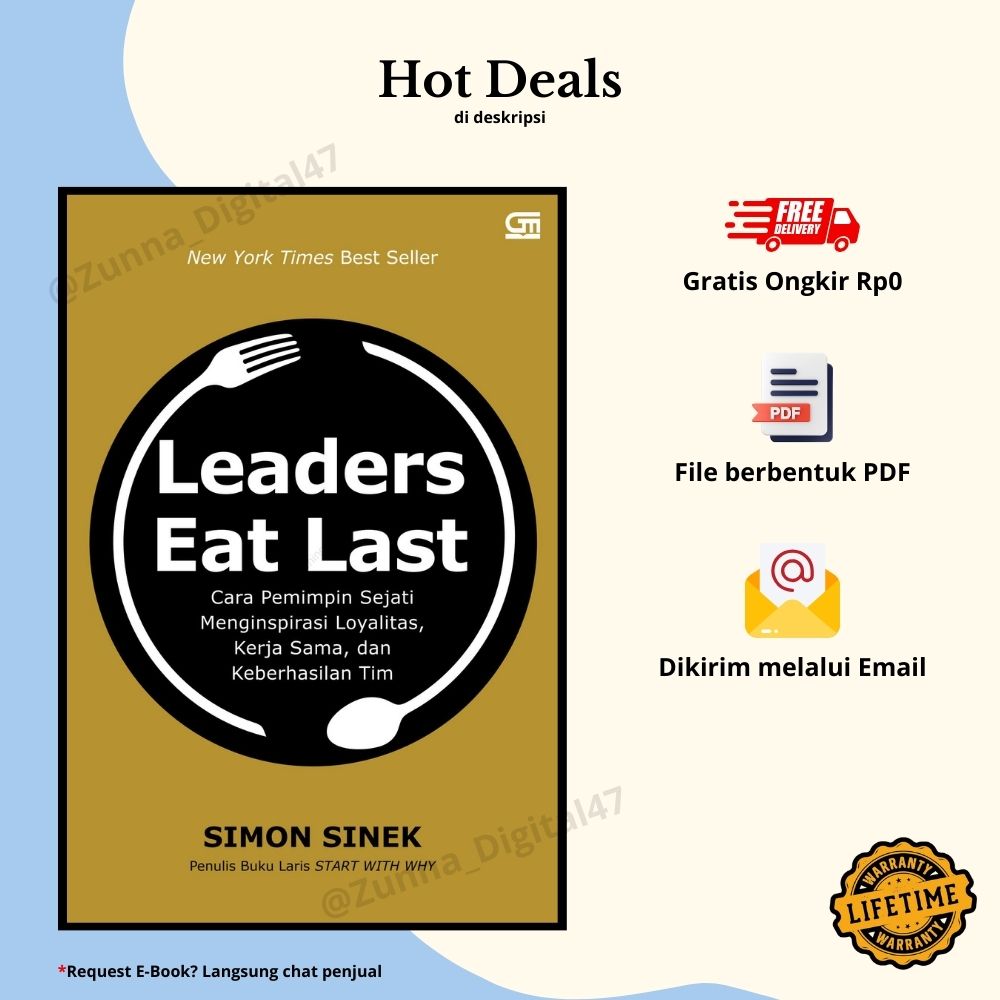 Hot Deals
di deskripsi
@Zunna_Digital47
GM
New York Times Best Seller
FREE
DELIVERY
Gratis Ongkir Rp0
PDF
File berbentuk PDF
@
Dikirim melalui Email
Leaders
Eat Last
Cara Pemimpin Sejati
Menginspirasi Loyalitas,
Kerja Sama, dan
Keberhasilan Tim
SIMON SINEK
Penulis Buku Laris START WITH WHY
@Zunna_Digital47
WARRANTY
LIFETIME
WARRANTY
*Request E-Book? Langsung chat penjual